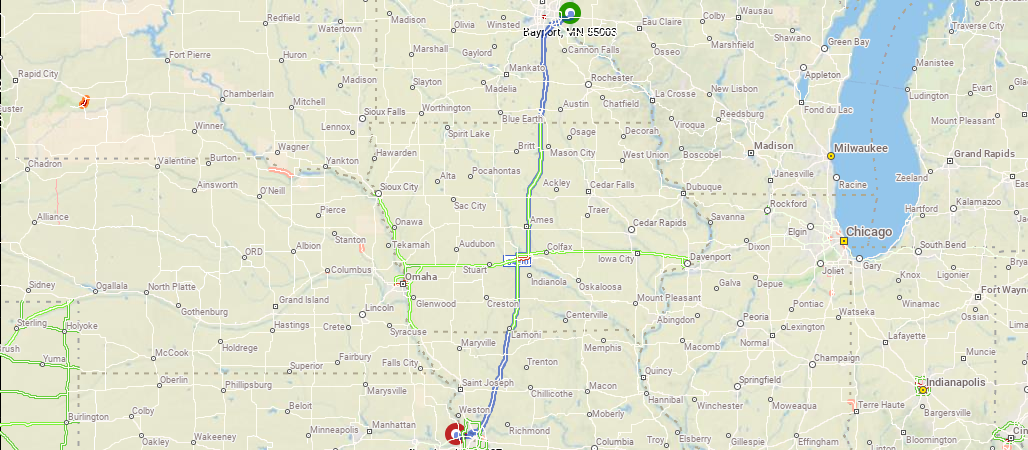 Redfield
Watertown
Madison
Olivia
Winsted
Eau Claire
Colby
Wausau
Shawano
Green Bay
Traverse City
Bayport, MN 55003
Fort Pierre
Huron
Marshall
Gaylord
Cannon Falls
Osseo
Marshfield
Appleton
Manistee
Rapid City
Mankato
Madison
Slayton
Madelia
Rochester
La Crosse
New Lisbon
Ludington
Evart
Custer
Chamberlain
Mitchell
Sioux Falls
Worthington
Austin
Chatfield
Reedsburg
Fond du Lac
Mount Pleasant
Winner
Lennox
Spirit Lake
Blue Earth
Osage
Decorah
Viroqua
Madison
Milwaukee
Grand Rapids
Chadron
Valentine
Burton
Wagner
Yankton
Hawarden
Britt
Mason City
West Union
Boscobel
Janesville
Racine
Zeeland
Ainsworth
O'Neill
Sioux City
Alta
Pocahontas
Ackley
Cedar Falls
Dubuque
Rockford
Kalamazoo
Alliance
Pierce
Onawa
Sac City
Ames
Traer
Cedar Rapids
Savanna
Elgin
Chicago
Hartford
ORD
Albion
Stanton
Tekamah
Audubon
Colfax
Iowa City
Davenport
Dixon
Joliet
Gary
South Bend
Bryan
Sidney
Ogallala
North Platte
Columbus
Omaha
Stuart
Indianola
Oskaloosa
Galva
Depue
Knox
Ligonier
Gothenburg
Grand Island
Lincoln
Glenwood
Creston
Mount Pleasant
Pontiac
Winamac
Fort Wayne
Sterling
Holyoke
Hastings
Crete
Syracuse
Lamoni
Centerville
Abingdon
Peoria
Watseka
Lexington
Ossian
Lima
Yuma
McCook
Holdrege
Fairbury
Falls City
Maryville
Memphis
Macomb
Normal
Lafayette
Muncie
Superior
Trenton
Quincy
Champaign
Oberlin
Phillipsburg
Marysville
Saint Joseph
Chillicothe
Macon
Springfield
Indianapolis
Burlington
Colby
Beloit
Weston
Moberly
Hannibal
Winchester
Moweaqua
Terre Haute
Bargersville
Oakley
Wakeeney
Minneapolis
Manhattan
Richmond
Columbia
Troy
Elsberry
Gillespie
Effingham
Bloomington
Cin